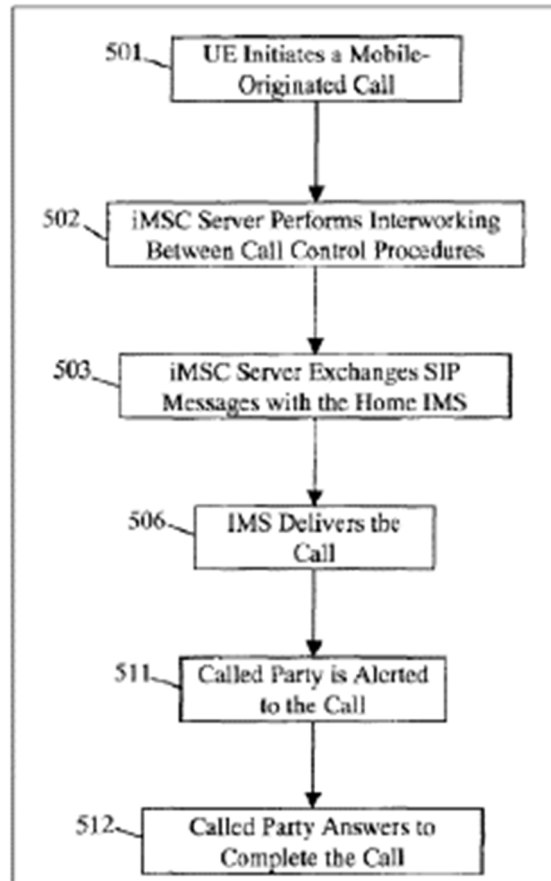 501
UE Initiates a Mobile-
Originated Call
502
iMSC Server Performs Interworking
Between Call Control Procedures
503
iMSC Server Exchanges SIP
Messages with the Home IMS
506
IMS Delivers the
Call
511
Called Party is Alerted
to the Call
512
Called Party Answers to
Complete the Call